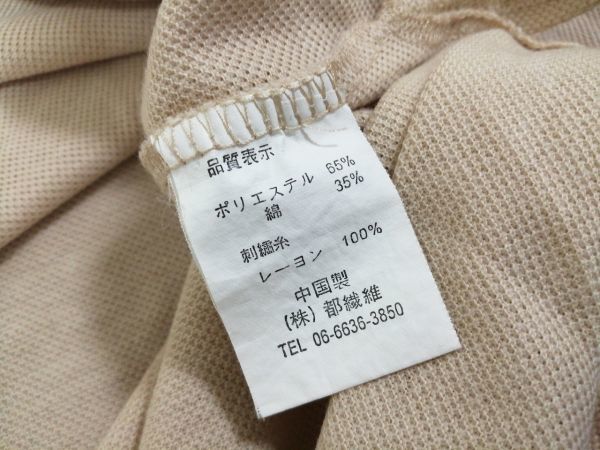 品質表示
ポリエステル 65%
綿 35%
刺繍糸
レーヨン 100%
中国製
(株) 都繊維
TEL 06-6636-3850